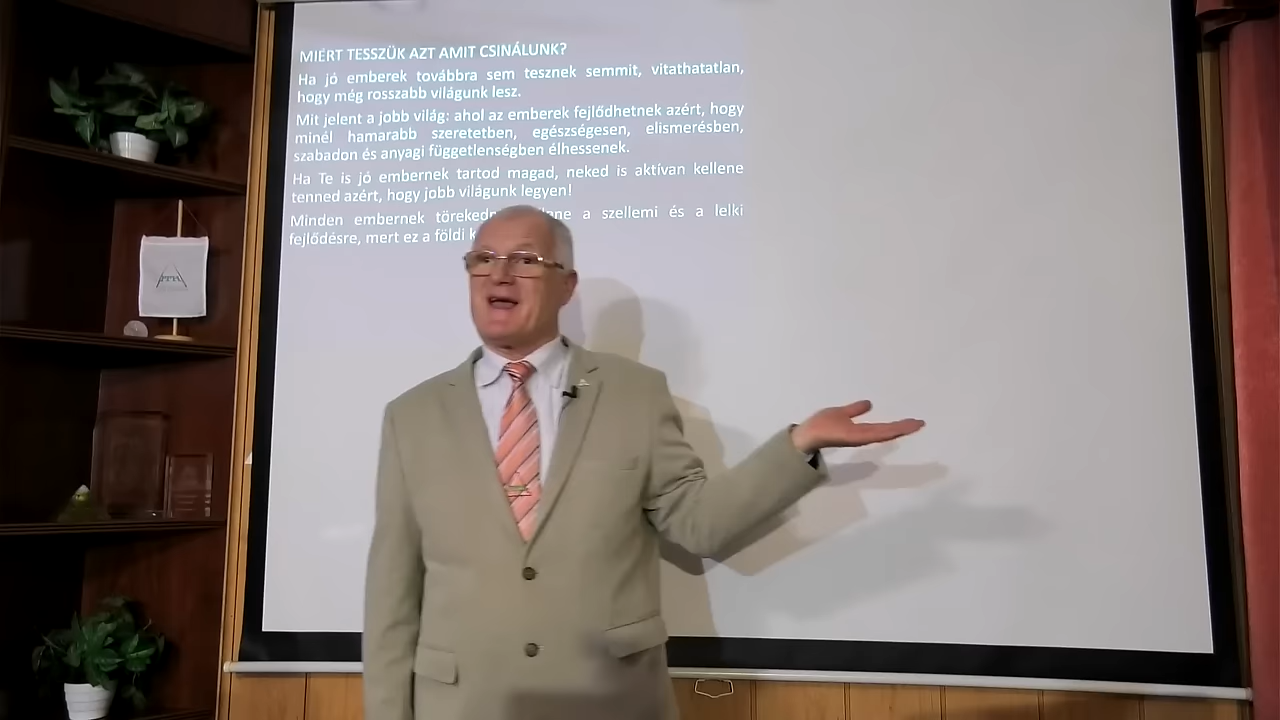 MIÉRT TESSZÜK AZT AMIT CSINÁLUNK?
Ha jó emberek továbbra sem tesznek semmit, vitathatatlan,
hogy még rosszabb világunk lesz.
Mit jelent a jobb világ: ahol az emberek fejlődhetnek azért, hogy
minél hamarabb szeretetben, egészségesen, elismerésben,
szabadon és anyagi függetlenségben élhessenek.
Ha Te is jó embernek tartod magad, neked is aktívan kellene
tenned azért, hogy jobb világunk legyen!
Minden embernek a szellemi és a lelki
fejlődésre, mert ez a földi